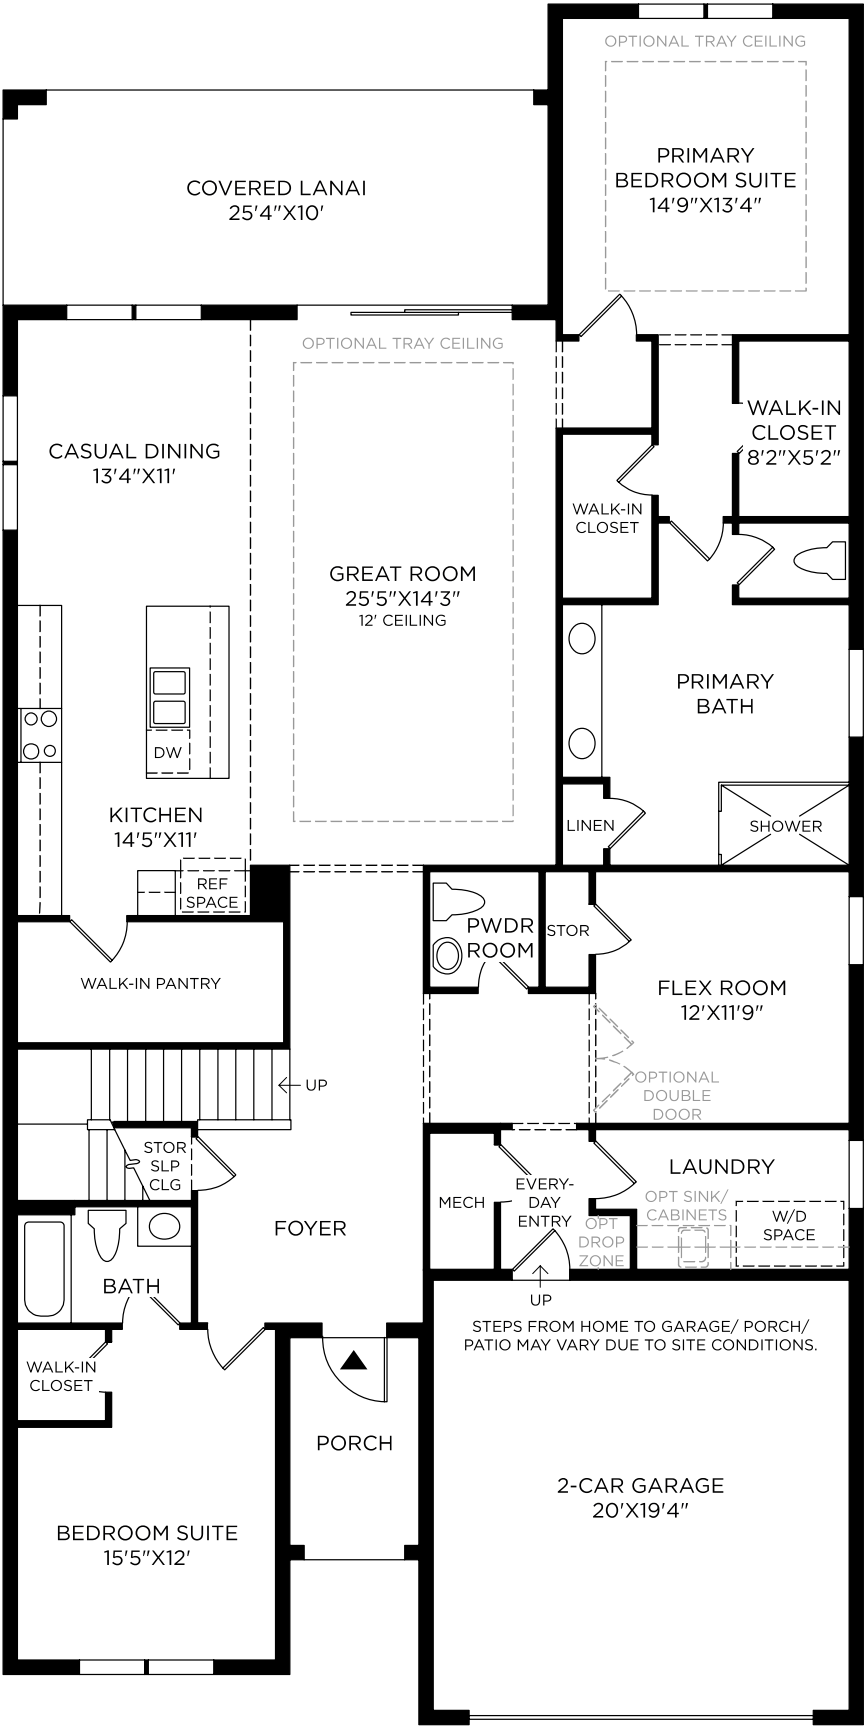 OPTIONAL TRAY CEILING
PRIMARY
BEDROOM SUITE
14'9"X13'4"
COVERED LANAI
25'4"X10'
OPTIONAL TRAY CEILING
WALK-IN
CLOSET
8'2"X5'2"
CASUAL DINING
13'4"X11'
WALK-IN
CLOSET
GREAT ROOM
25'5"X14'3"
12' CEILING
PRIMARY
BATH
DW
KITCHEN
14'5"X11'
LINEN
SHOWER
REF
SPACE
PWDR
ROOM
STOR
WALK-IN PANTRY
FLEX ROOM
12'X11'9"
UP
OPTIONAL
DOUBLE
DOOR
STOR
SLP
CLG
MECH
EVERY-
DAY
ENTRY
LAUNDRY
OPT SINK/
CABINETS
W/D
SPACE
OPT
DROP
ZONE
FOYER
BATH
UP
STEPS FROM HOME TO GARAGE/ PORCH/
PATIO MAY VARY DUE TO SITE CONDITIONS.
WALK-IN
CLOSET
PORCH
2-CAR GARAGE
20'X19'4"
BEDROOM SUITE
15'5"X12'